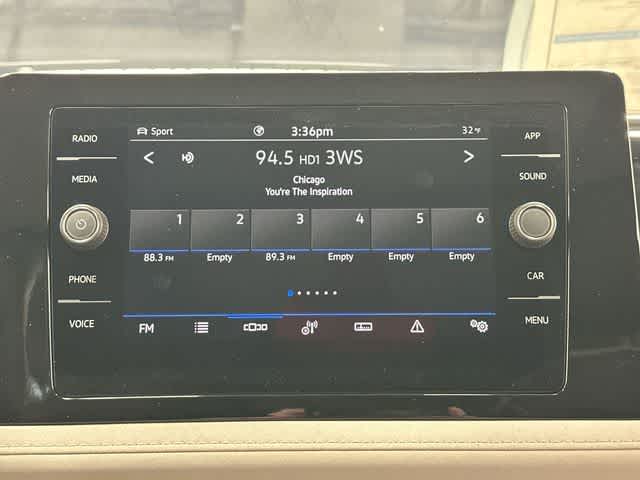 RADIO
MEDIA
PHONE
VOICE
Sport 3:36pm 32°F
94.5 HD1 3WS
Chicago
You're The Inspiration
1 2 3 4 5 6
88.3 FM Empty 89.3 FM Empty Empty Empty
FM
APP
SOUND
CAR
MENU